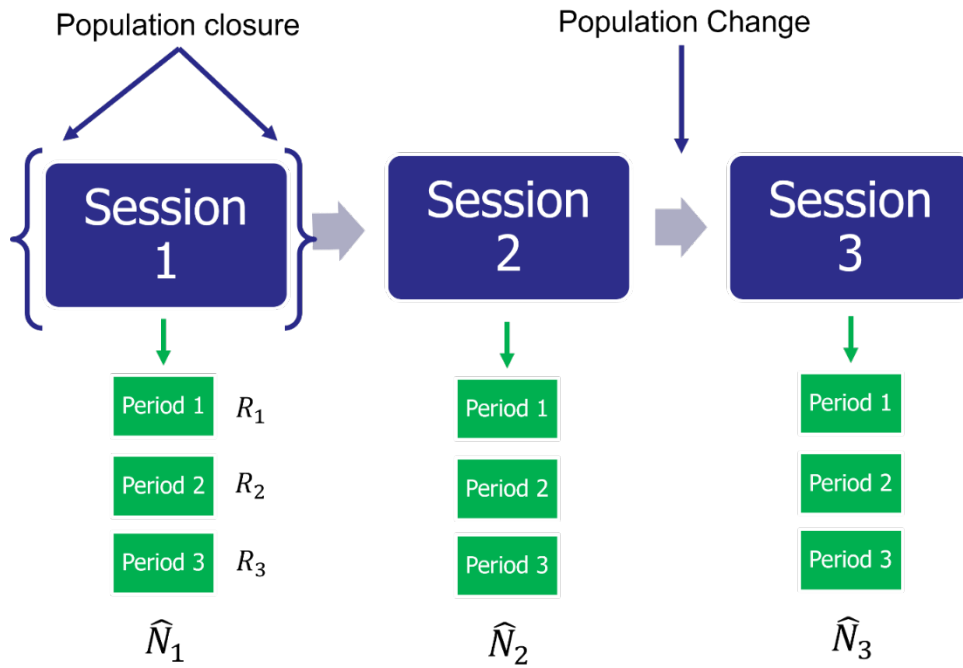 Population closure
Population Change
Session
1
Session
2
Session
3
Period 1
R₁
Period 2
R₂
Period 3
R₃
N̂₁
Period 1
Period 2
Period 3
N̂₂
Period 1
Period 2
Period 3
N̂₃